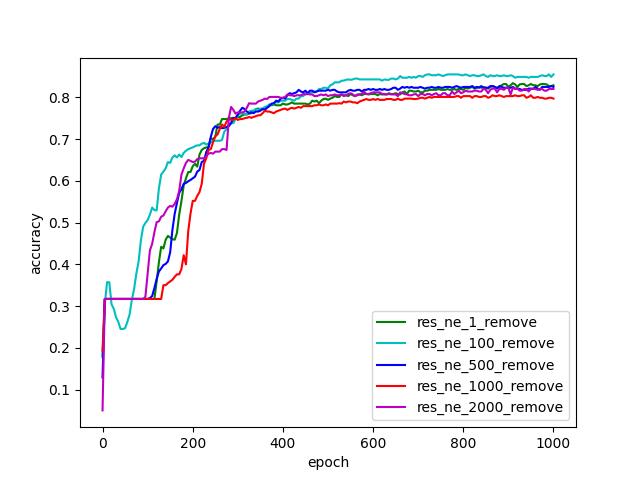 0.8
0.7
0.6
0.5
0.4
0.3
0.2
0.1
accuracy
0
200
400
600
800
1000
epoch
res_ne_1_remove
res_ne_100_remove
res_ne_500_remove
res_ne_1000_remove
res_ne_2000_remove